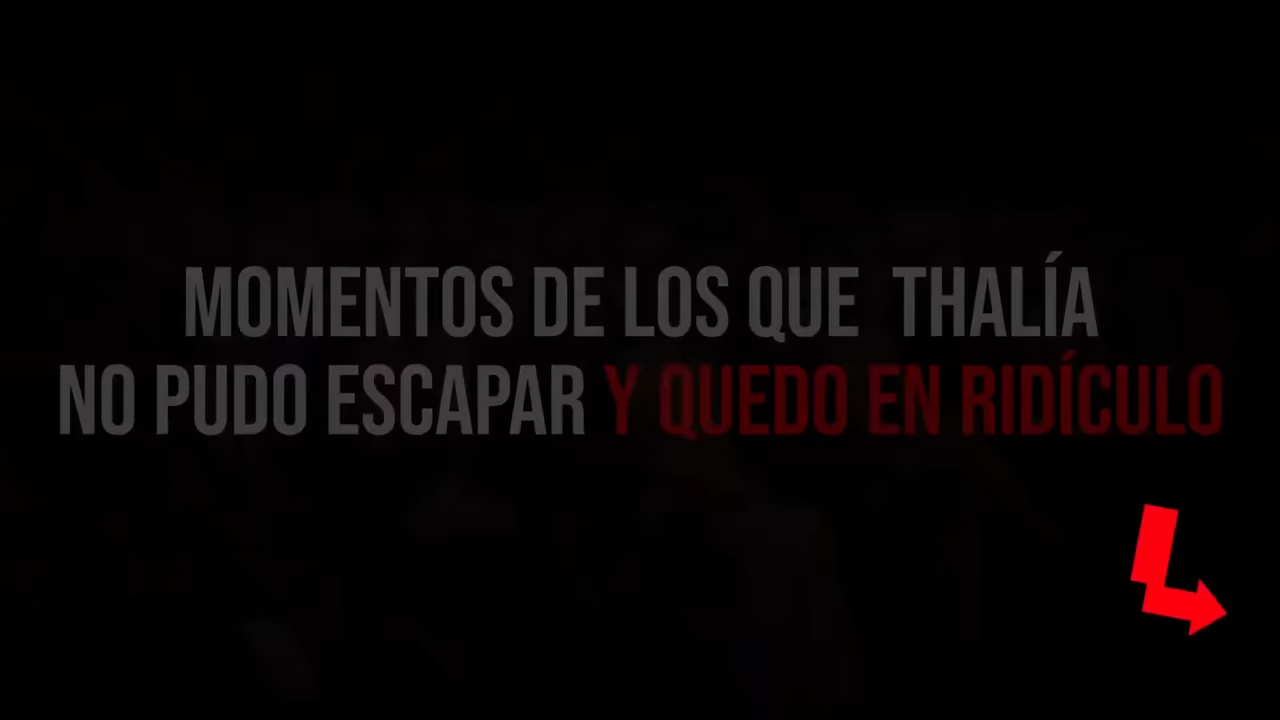 MOMENTOS DE LOS QUE THALÍA
NO PUDO ESCAPAR Y QUEDO EN RIDÍCULO